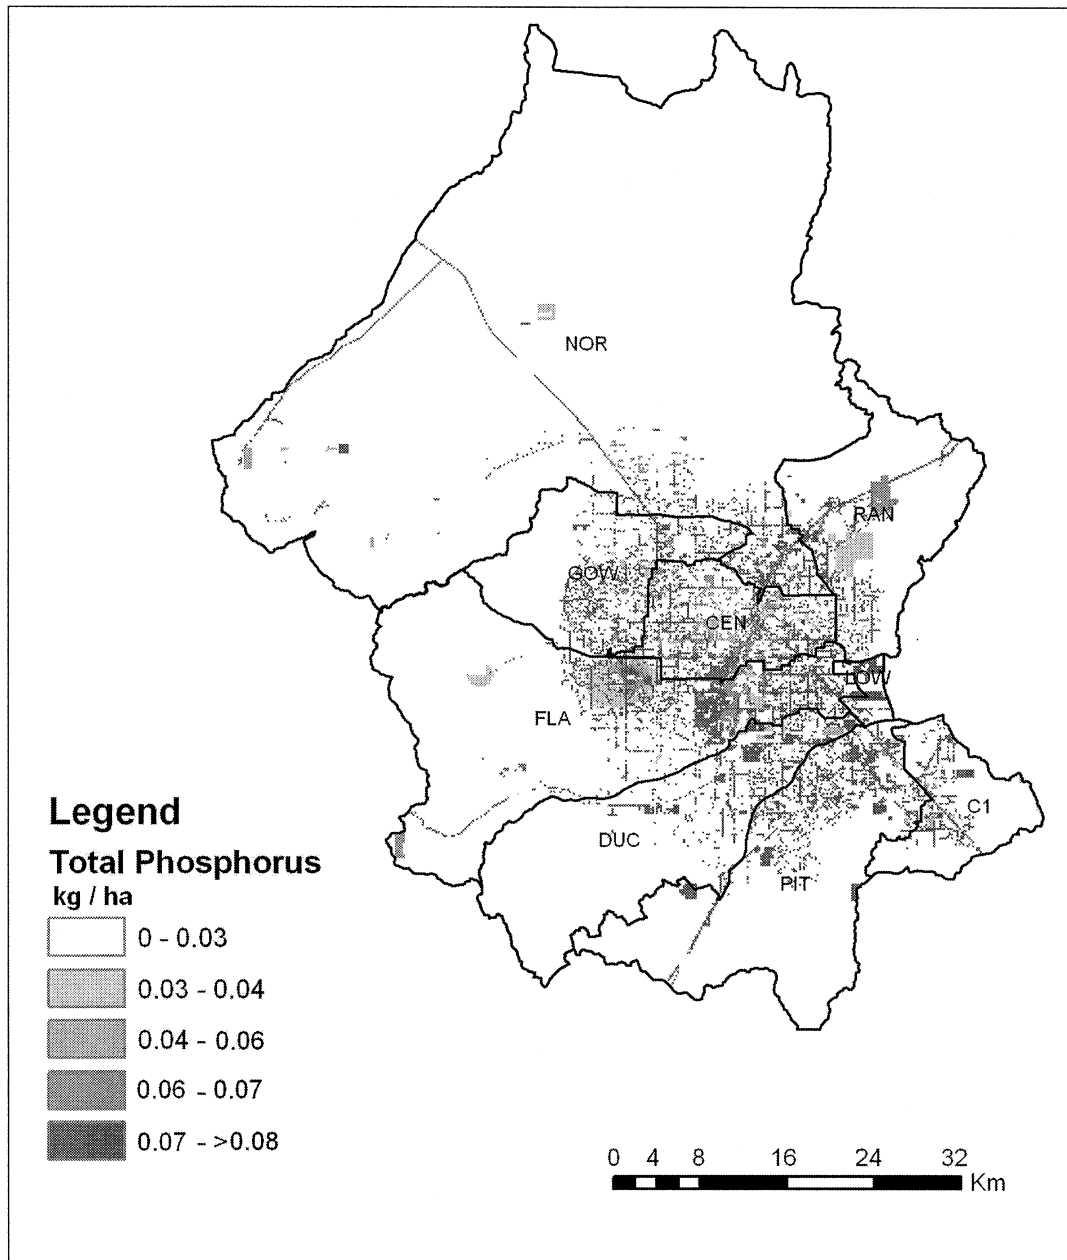 NOR
RAN
GOW
CEN
LOW
FLA
C1
DUC
PIT
Legend
Total Phosphorus
kg / ha
0 - 0.03
0.03 - 0.04
0.04 - 0.06
0.06 - 0.07
0.07 - >0.08
0 4 8 16 24 32
Km